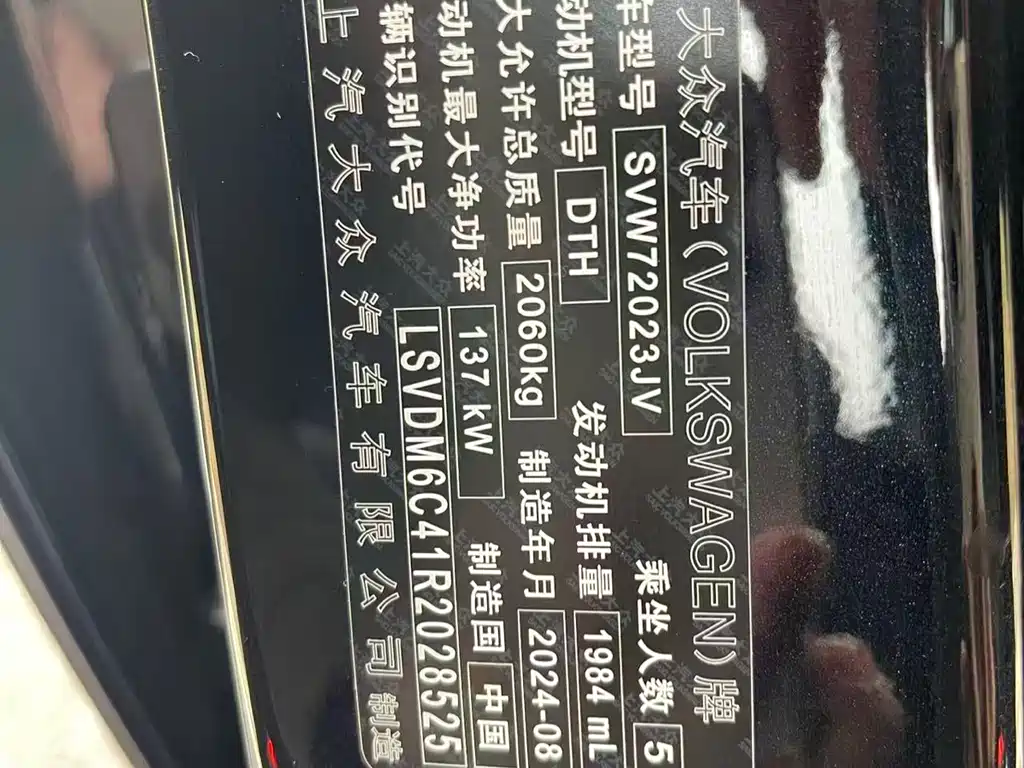 大众汽车(VOLKSWAGEN)牌
车型号 SVW72023JV 乘坐人数 5
动机型号 DTH 发动机排量 1984 mL
大允许总质量 2060kg 制造年月 2024-08
动机最大净功率 137 kW 制造国 中国
辆识别代号 LSVDM6C41R2028525
上汽大众汽车有限公司 制造